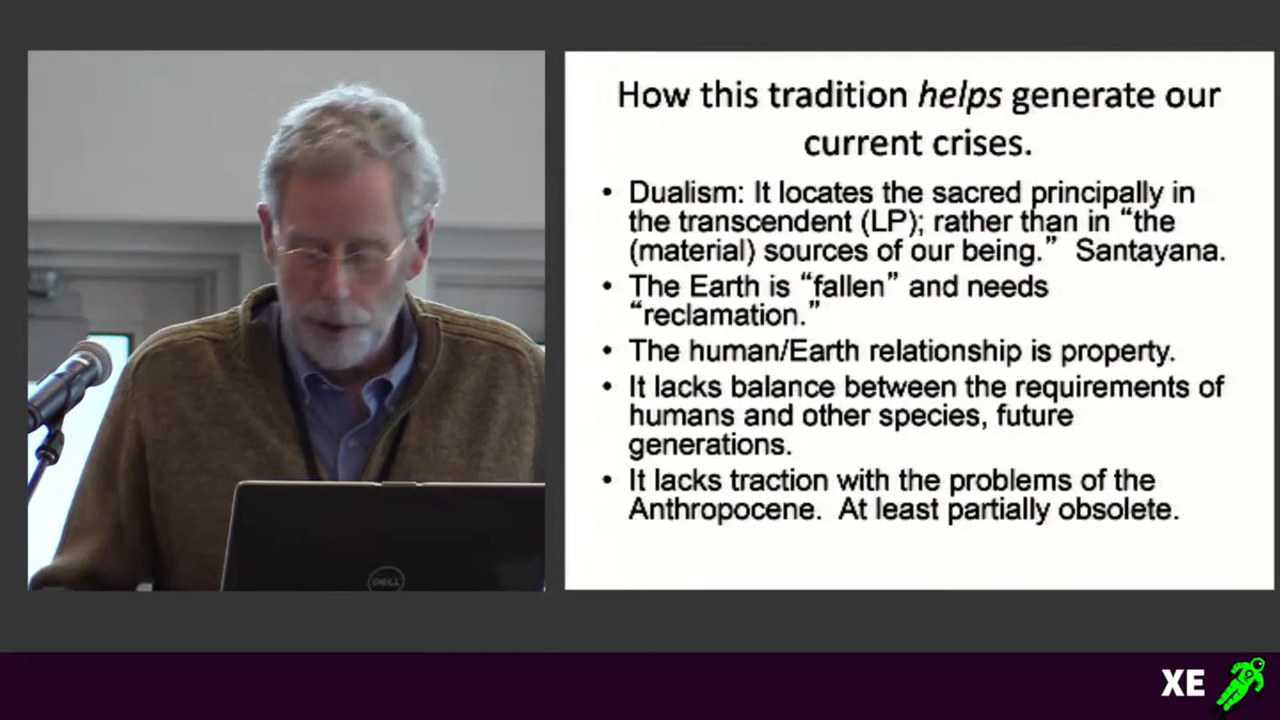 How this tradition helps generate our
current crises.
• Dualism: It locates the sacred principally in
the transcendent (LP); rather than in “the
(material) sources of our being.” Santayana.
• The Earth is “fallen” and needs
“reclamation.”
• The human/Earth relationship is property.
• It lacks balance between the requirements of
humans and other species, future
generations.
• It lacks traction with the problems of the
Anthropocene. At least partially obsolete.
DELL
XE